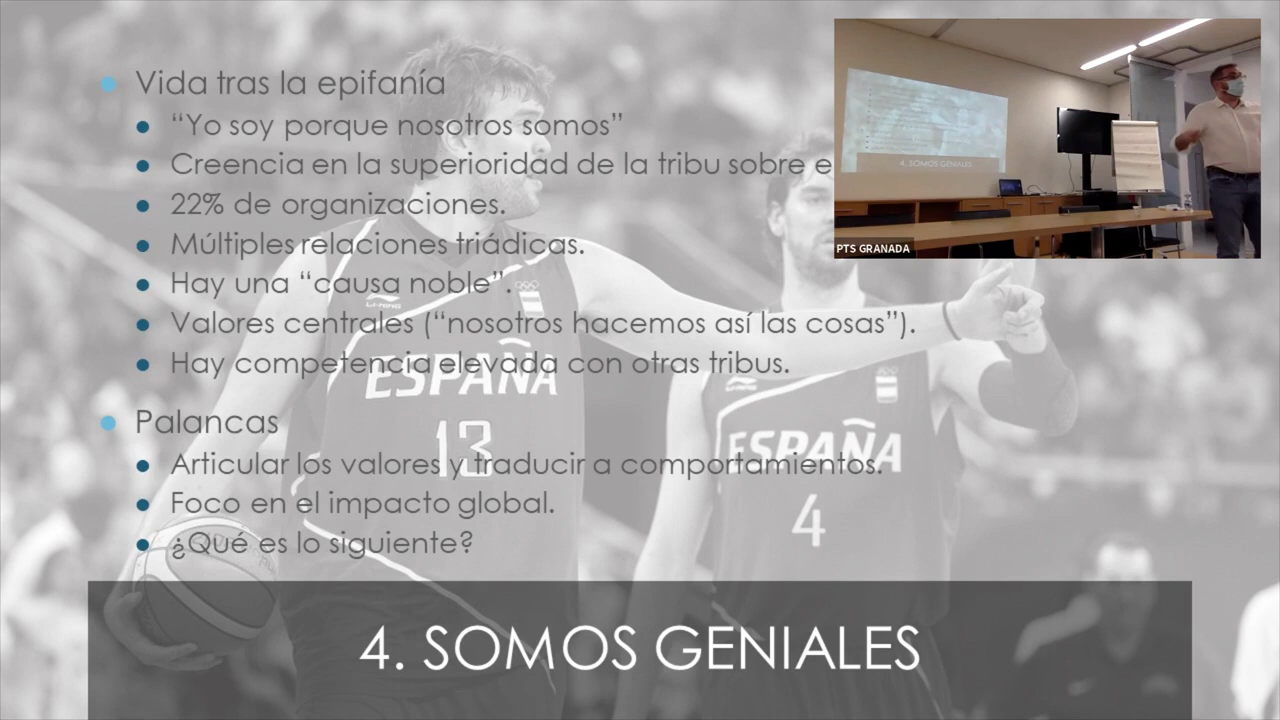 Vida tras la epifanía
“Yo soy porque nosotros somos”
Creencia en la superioridad de la tribu sobre e
22% de organizaciones.
Múltiples relaciones triádicas.
Hay una “causa noble”.
Valores centrales (“nosotros hacemos así las cosas”).
Hay competencia elevada con otras tribus.
Palancas
Articular los valores y traducir a comportamientos.
Foco en el impacto global.
¿Qué es lo siguiente?
4. SOMOS GENIALES
4. SOMOS GENIALES
PTS GRANADA
LI-NING
ESPAÑA
13
ESPAÑA
4